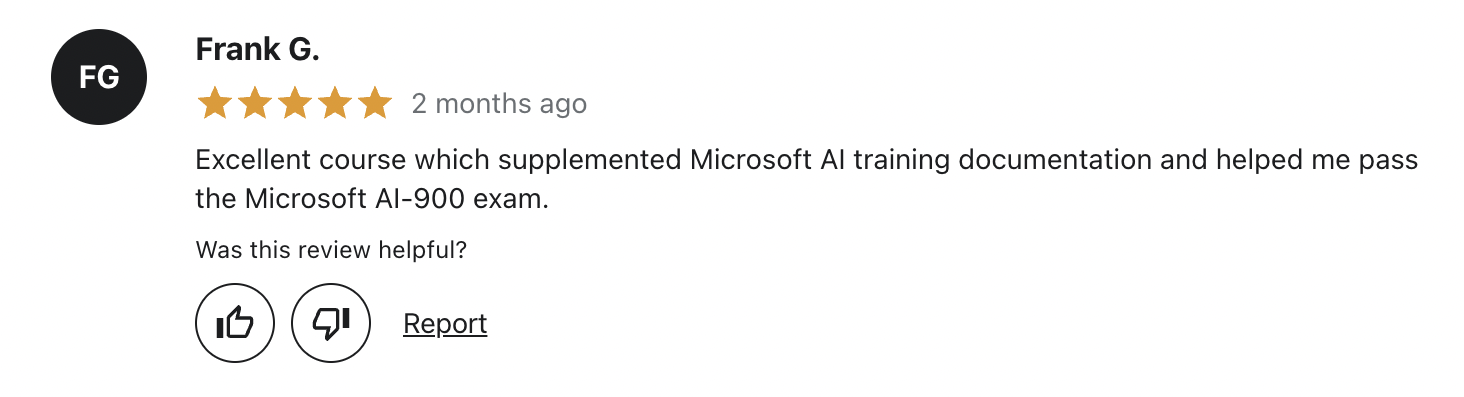 FG
Frank G.
2 months ago
Excellent course which supplemented Microsoft AI training documentation and helped me pass
the Microsoft AI-900 exam.
Was this review helpful?
Report